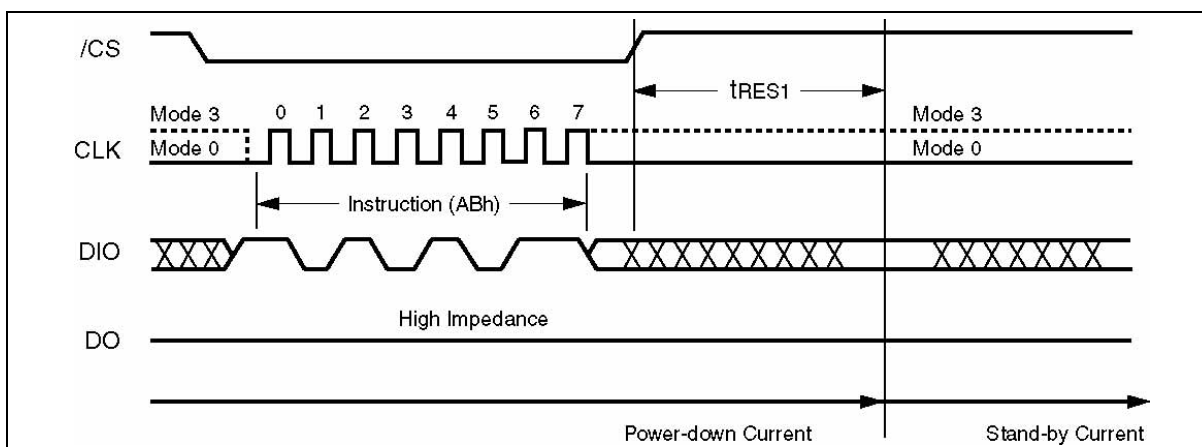 /CS
tRES1
Mode 3 0 1 2 3 4 5 6 7 Mode 3
CLK
Mode 0 Mode 0
Instruction (ABh)
DIO
High Impedance
DO
Power-down Current Stand-by Current